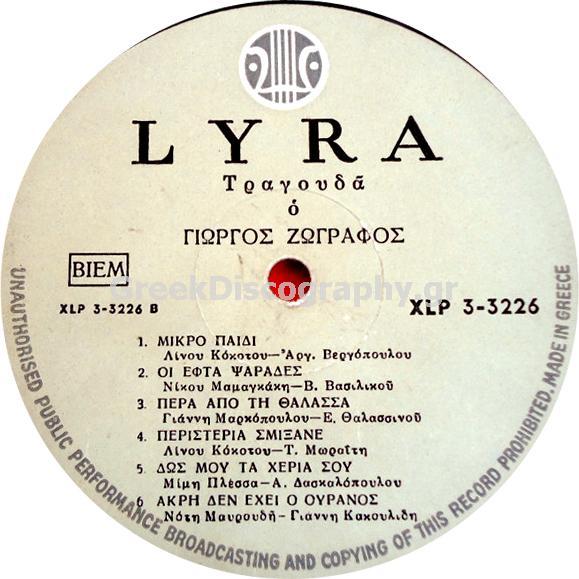 LYRA
Τραγουδᾶ
ὁ
ΓΙΩΡΓΟΣ ΖΩΓΡΑΦΟΣ
BIEM
GreekDiscography.gr
XLP 3-3226 B
XLP 3-3226
1. ΜΙΚΡΟ ΠΑΙΔΙ
Λίνου Κόκοτου—Ἀργ. Βεργόπουλου
2. ΟΙ ΕΦΤΑ ΨΑΡΑΔΕΣ
Νίκου Μαμαγκάκη—Β. Βασιλικοῦ
3. ΠΕΡΑ ΑΠΟ ΤΗ ΘΑΛΑΣΣΑ
Γιάννη Μαρκόπουλου—Ε. Θαλασσινοῦ
4. ΠΕΡΙΣΤΕΡΙΑ ΣΜΙΞΑΝΕ
Λίνου Κόκοτου—Τ. Μωραΐτη
5. ΔΩΣ ΜΟΥ ΤΑ ΧΕΡΙΑ ΣΟΥ
Μίμη Πλέσσα—Α. Δασκαλόπουλου
6 ΑΚΡΗ ΔΕΝ ΕΧΕΙ Ο ΟΥΡΑΝΟΣ
Νότη Μαυρουδῆ—Γιαννη Κακουλίδη
UNAUTHORISED PUBLIC PERFORMANCE BROADCASTING AND COPYING OF THIS RECORD PROHIBITED. MADE IN GREECE